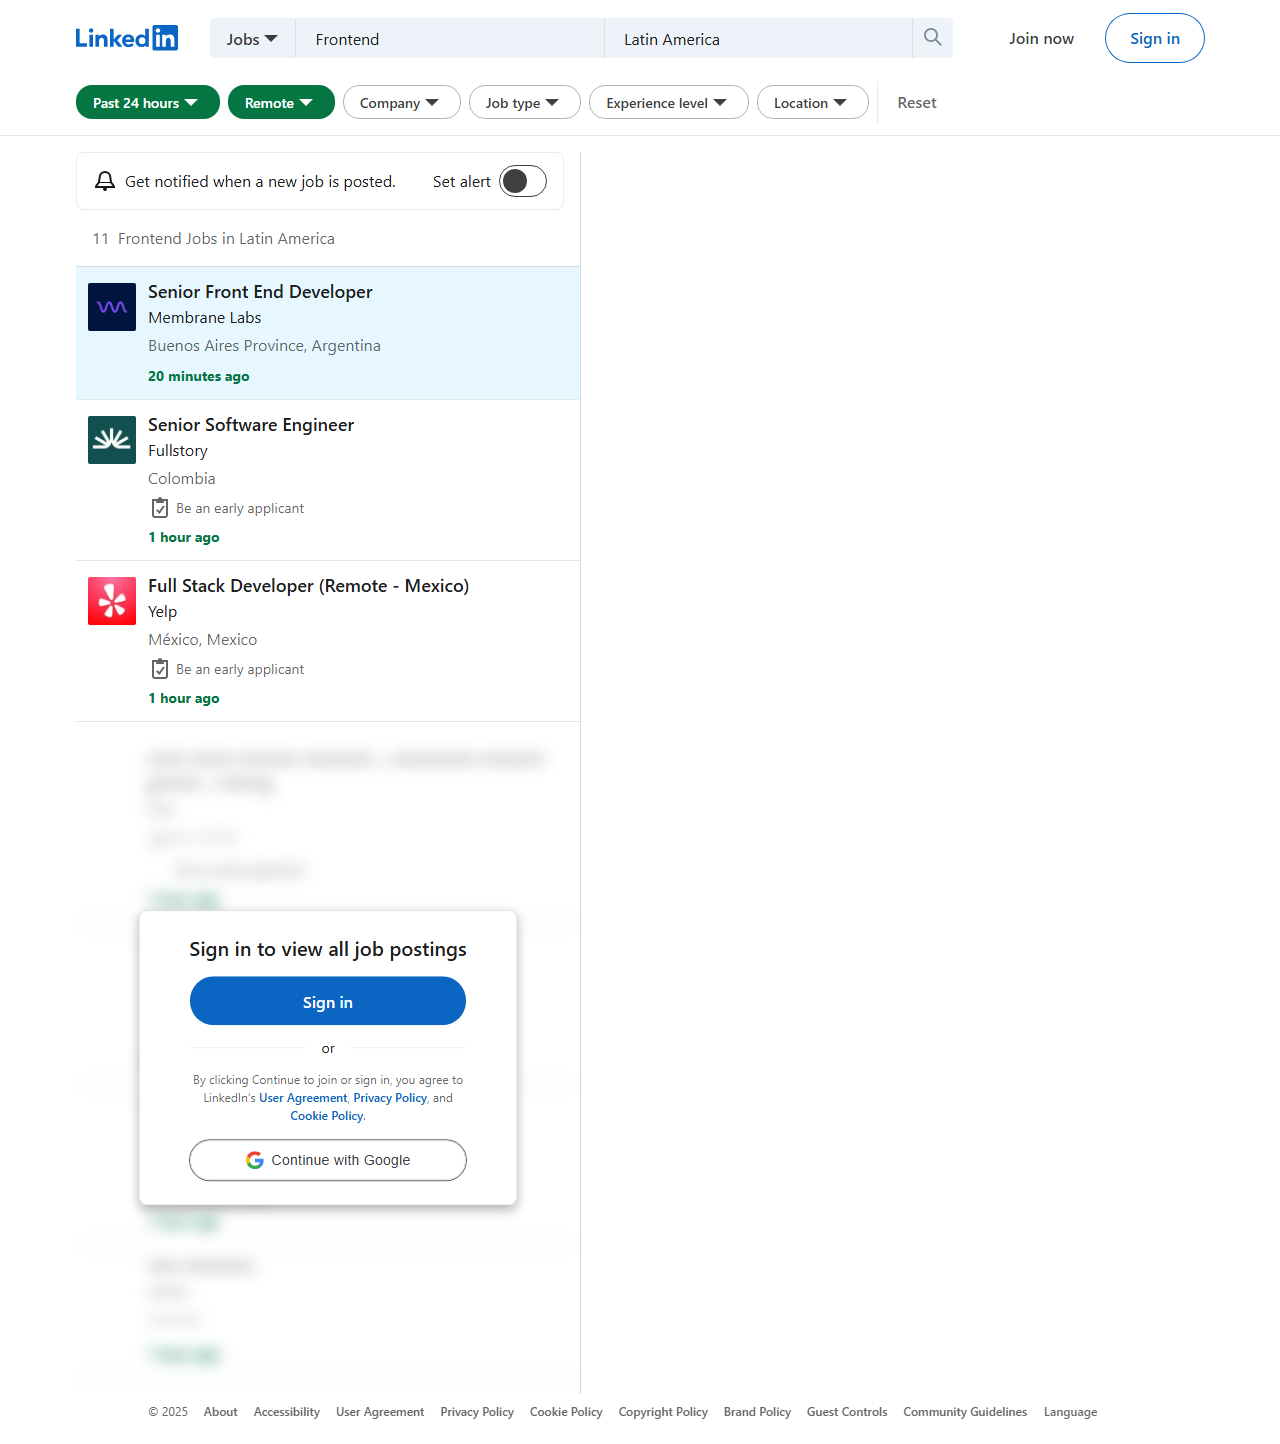 Linked in
Jobs
Frontend
Latin America
Join now
Sign in
Past 24 hours
Remote
Company
Job type
Experience level
Location
Reset
Get notified when a new job is posted.
Set alert
11 Frontend Jobs in Latin America
Senior Front End Developer
Membrane Labs
Buenos Aires Province, Argentina
20 minutes ago
Senior Software Engineer
Fullstory
Colombia
Be an early applicant
1 hour ago
Full Stack Developer (Remote - Mexico)
Yelp
México, Mexico
Be an early applicant
1 hour ago
Sign in to view all job postings
Sign in
or
By clicking Continue to join or sign in, you agree to
LinkedIn's User Agreement, Privacy Policy, and
Cookie Policy.
Continue with Google
© 2025 About Accessibility User Agreement Privacy Policy Cookie Policy Copyright Policy Brand Policy Guest Controls Community Guidelines Language